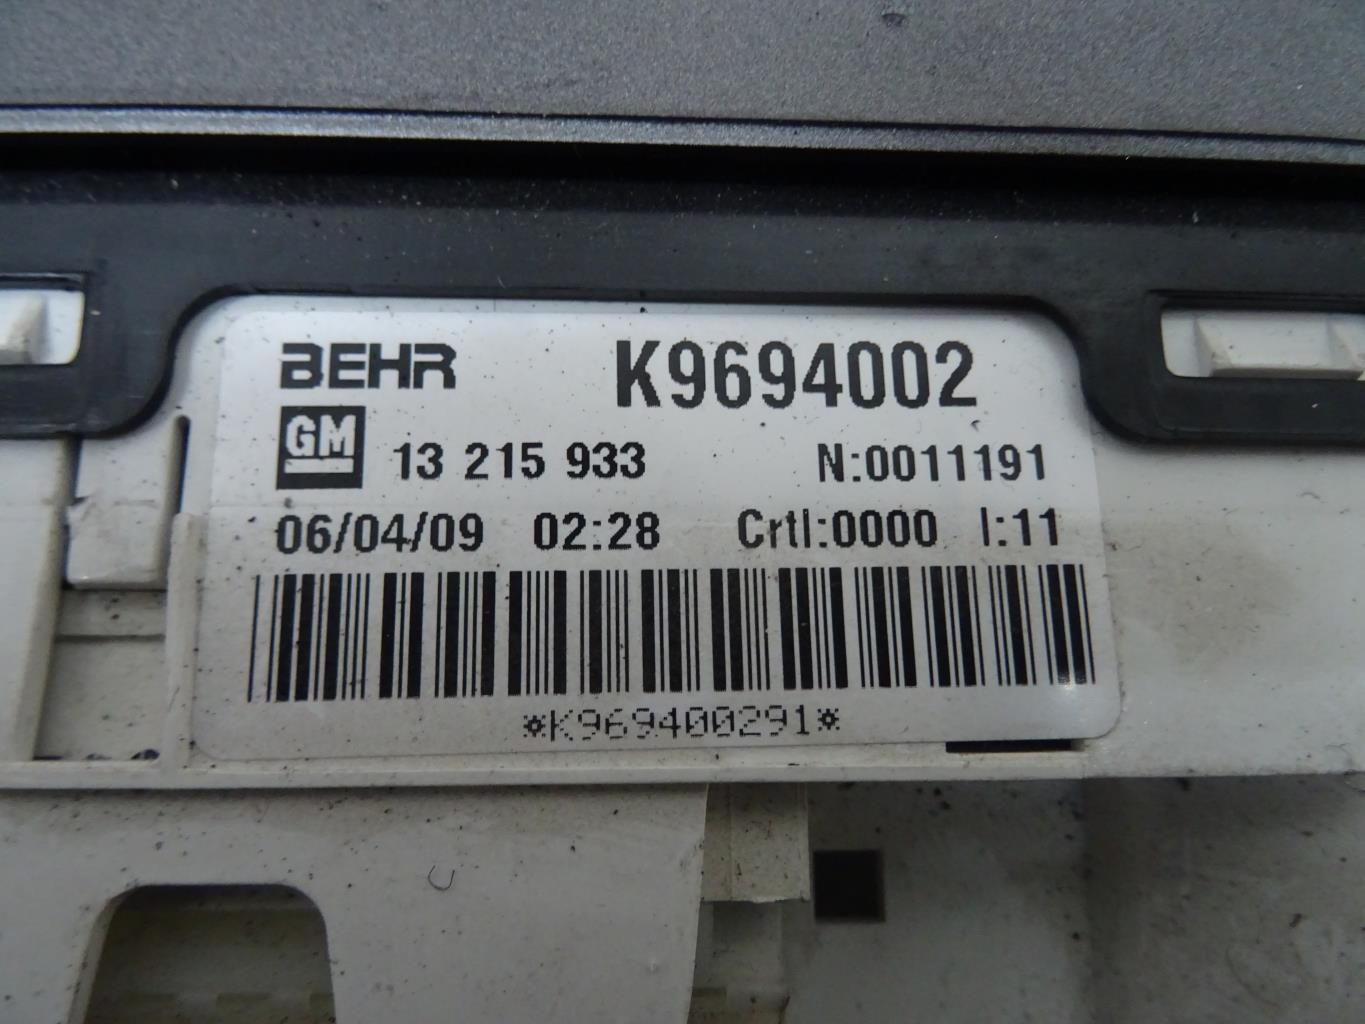 BEHR K9694002
GM 13 215 933 N:0011191
06/04/09 02:28 Crtl:0000 I:11
*K969400291*